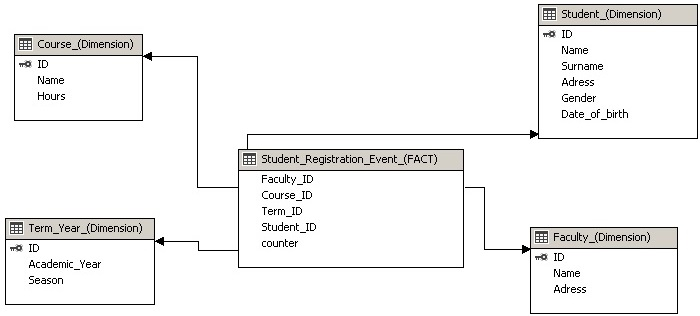 Student_(Dimension)
ID
Name
Surname
Adress
Gender
Date_of_birth
Course_(Dimension)
ID
Name
Hours
Student_Registration_Event_(FACT)
Faculty_ID
Course_ID
Term_ID
Student_ID
counter
Term_Year_(Dimension)
ID
Academic_Year
Season
Faculty_(Dimension)
ID
Name
Adress